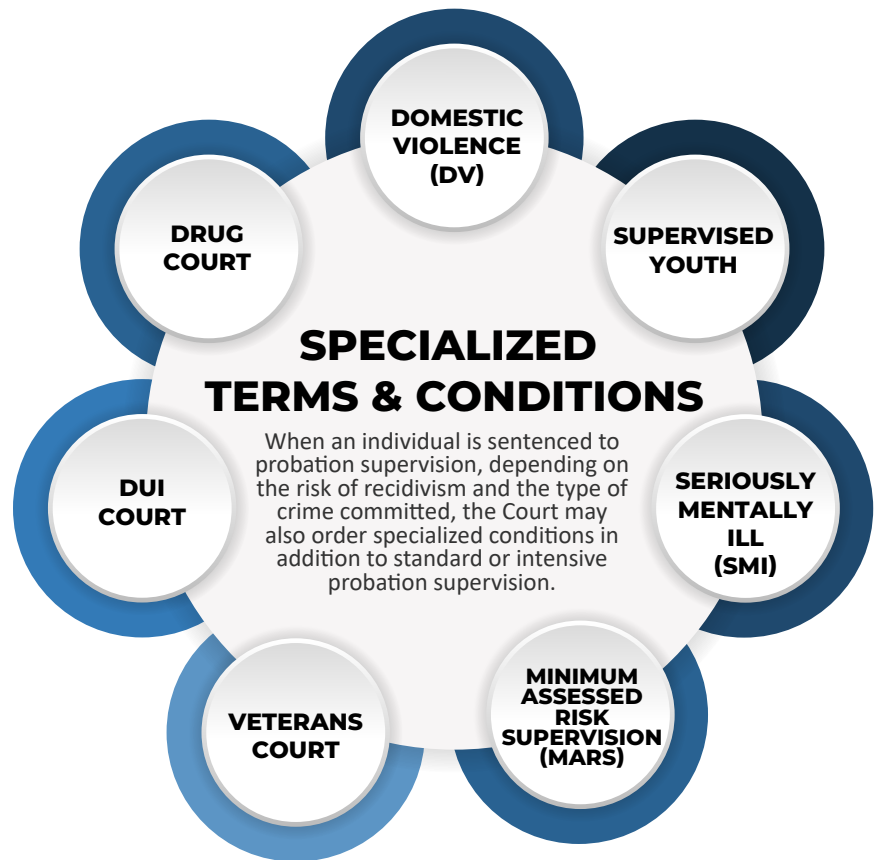 DOMESTIC
VIOLENCE
(DV)
SUPERVISED
YOUTH
SERIOUSLY
MENTALLY
ILL
(SMI)
MINIMUM
ASSESSED
RISK
SUPERVISION
(MARS)
VETERANS
COURT
DUI
COURT
DRUG
COURT
SPECIALIZED
TERMS & CONDITIONS
When an individual is sentenced to
probation supervision, depending on
the risk of recidivism and the type of
crime committed, the Court may
also order specialized conditions in
addition to standard or intensive
probation supervision.